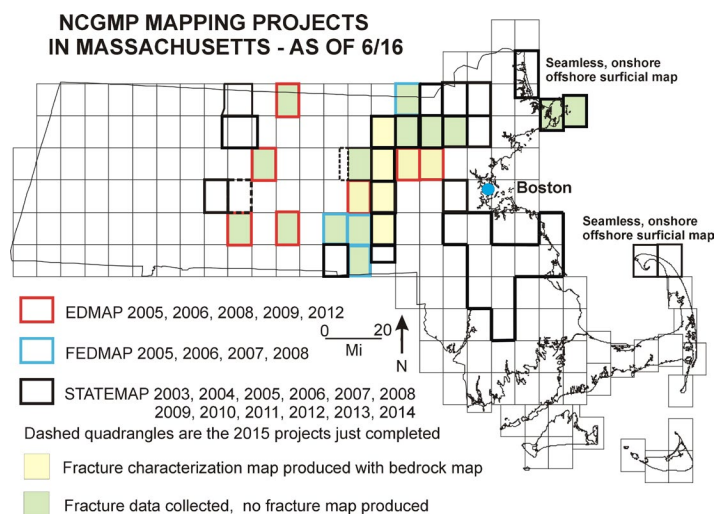 NCGMP MAPPING PROJECTS
IN MASSACHUSETTS - AS OF 6/16
Seamless, onshore
offshore surficial map
Boston
Seamless, onshore
offshore surficial map
EDMAP 2005, 2006, 2008, 2009, 2012
0 20
Mi
N
FEDMAP 2005, 2006, 2007, 2008
STATEMAP 2003, 2004, 2005, 2006, 2007, 2008
2009, 2010, 2011, 2012, 2013, 2014
Dashed quadrangles are the 2015 projects just completed
Fracture characterization map produced with bedrock map
Fracture data collected, no fracture map produced